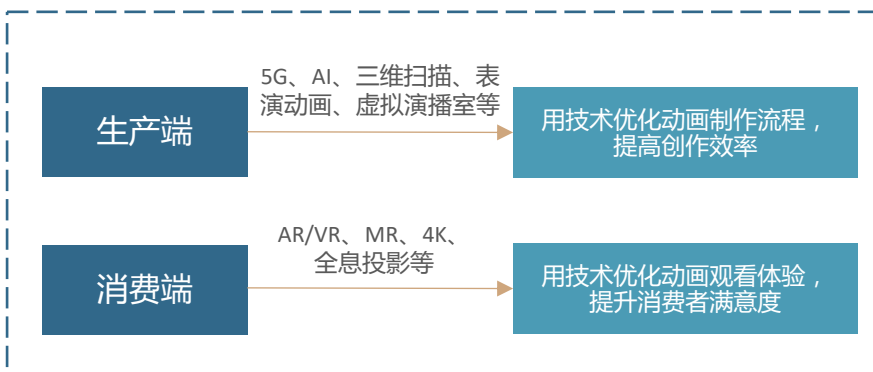 5G、AI、三维扫描、表
演动画、虚拟演播室等
生产端
用技术优化动画制作流程，
提高创作效率
AR/VR、MR、4K、
全息投影等
消费端
用技术优化动画观看体验，
提升消费者满意度